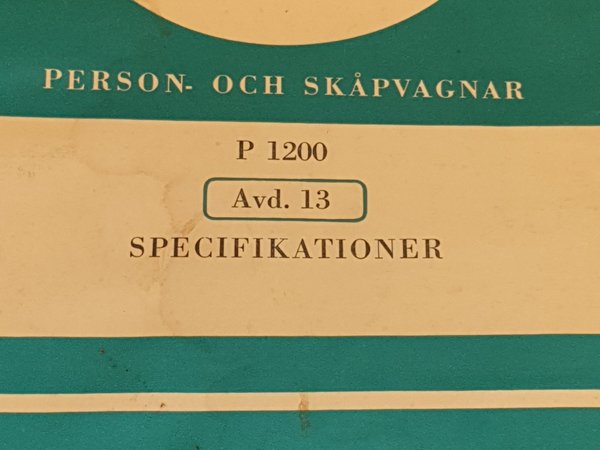 PERSON- OCH SKÅPVAGNAR
P 1200
Avd. 13
SPECIFIKATIONER